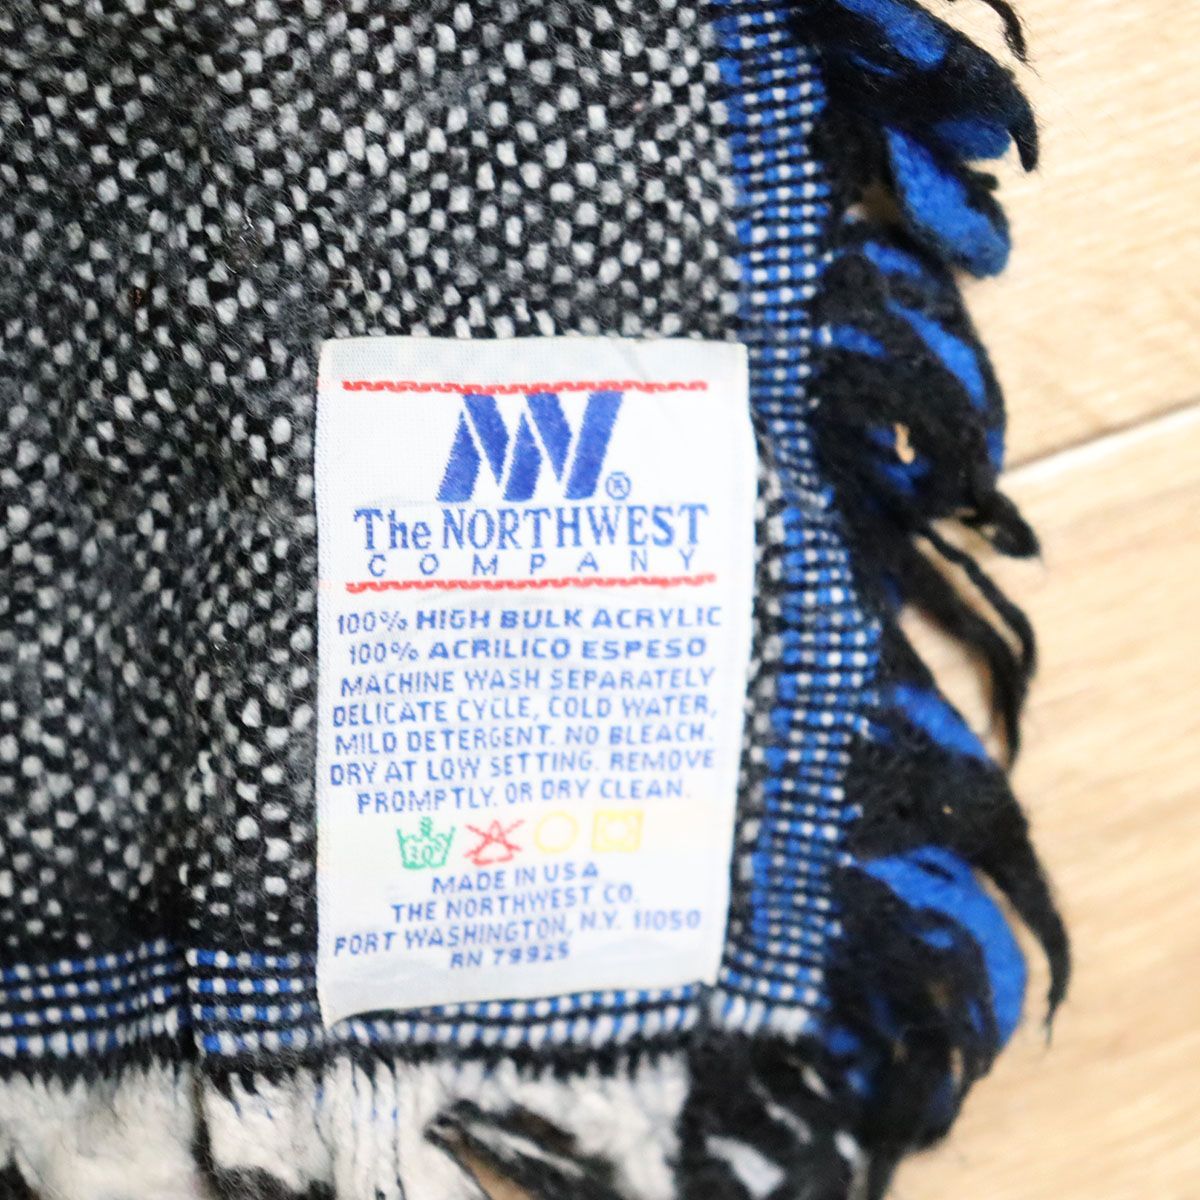 The NORTHWEST®
COMPANY
100% HIGH BULK ACRYLIC
100% ACRILICO ESPESO
MACHINE WASH SEPARATELY
DELICATE CYCLE, COLD WATER,
MILD DETERGENT. NO BLEACH.
DRY AT LOW SETTING. REMOVE
PROMPTLY. OR DRY CLEAN.
MADE IN USA
THE NORTHWEST CO.
PORT WASHINGTON, N.Y. 11050
RN 79925